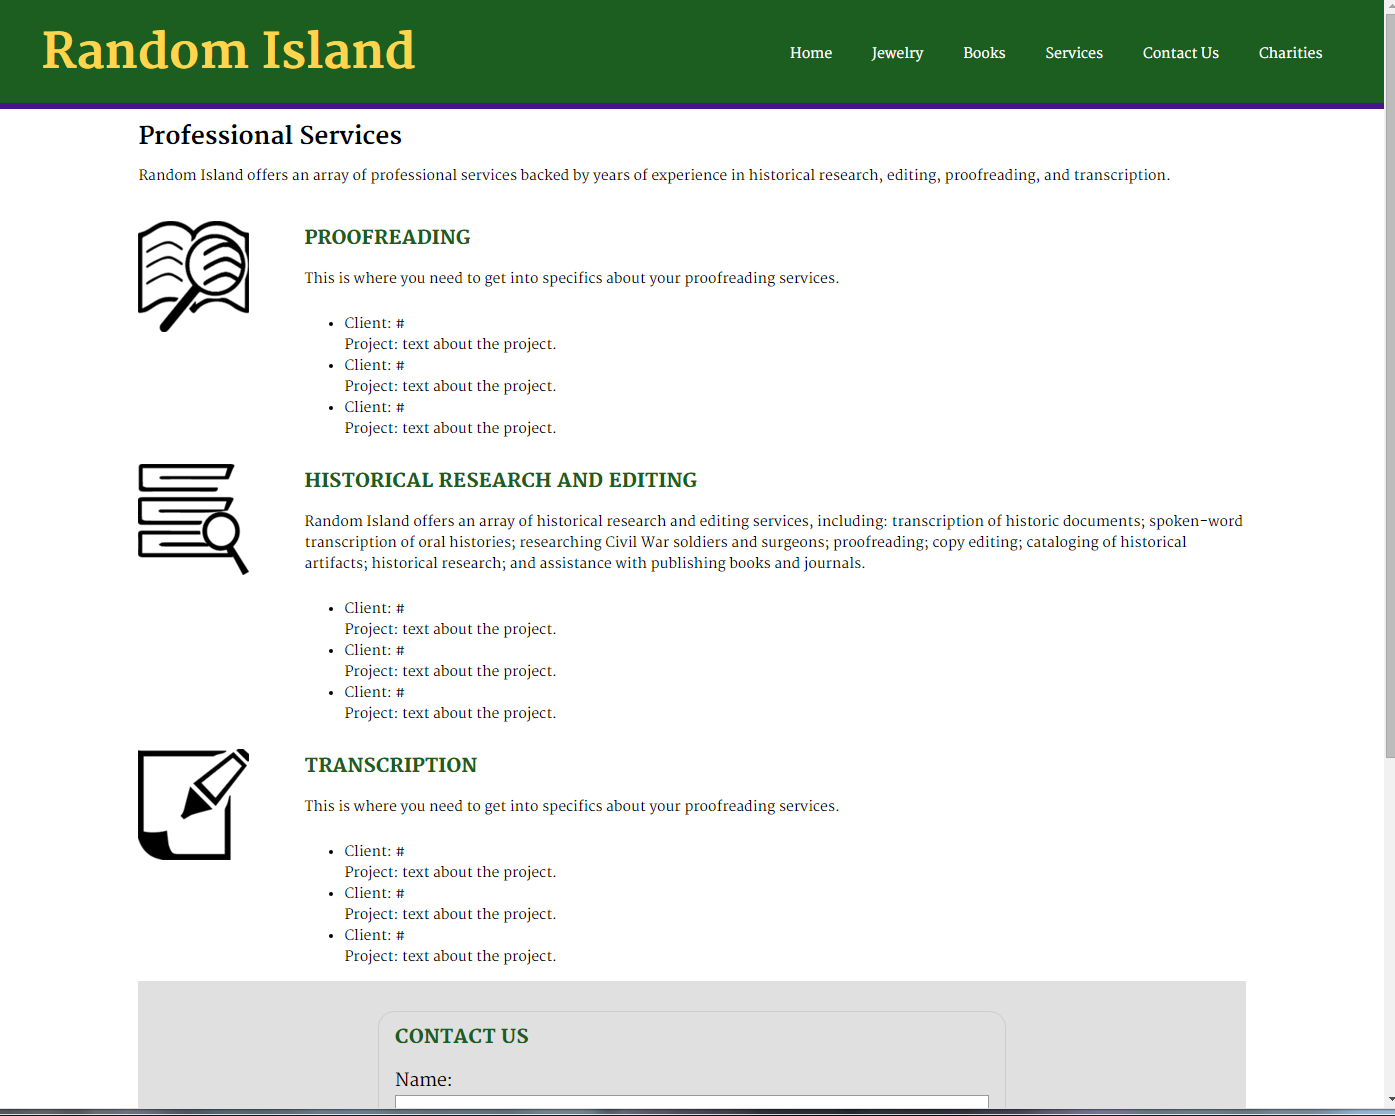 Random Island
Home
Jewelry
Books
Services
Contact Us
Charities
Professional Services
Random Island offers an array of professional services backed by years of experience in historical research, editing, proofreading, and transcription.
PROOFREADING
This is where you need to get into specifics about your proofreading services.
• Client: #
Project: text about the project.
• Client: #
Project: text about the project.
• Client: #
Project: text about the project.
HISTORICAL RESEARCH AND EDITING
Random Island offers an array of historical research and editing services, including: transcription of historic documents; spoken-word
transcription of oral histories; researching Civil War soldiers and surgeons; proofreading; copy editing; cataloging of historical
artifacts; historical research; and assistance with publishing books and journals.
• Client: #
Project: text about the project.
• Client: #
Project: text about the project.
• Client: #
Project: text about the project.
TRANSCRIPTION
This is where you need to get into specifics about your proofreading services.
• Client: #
Project: text about the project.
• Client: #
Project: text about the project.
• Client: #
Project: text about the project.
CONTACT US
Name: